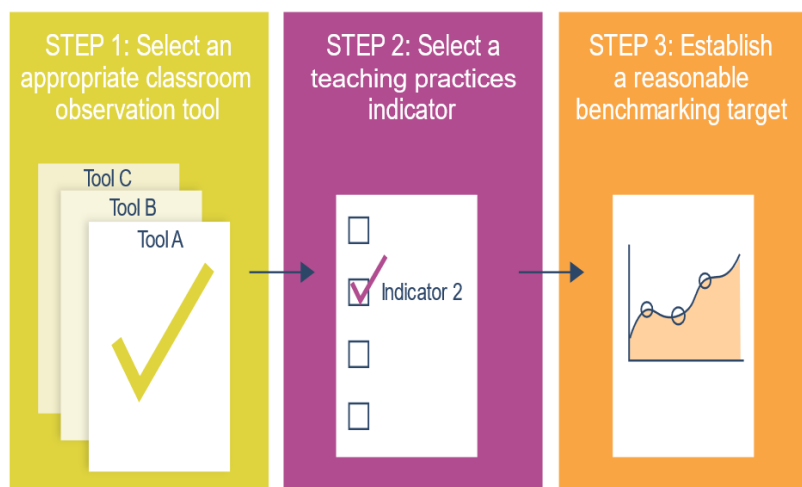 STEP 1: Select an
appropriate classroom
observation tool
Tool C
Tool B
Tool A
STEP 2: Select a
teaching practices
indicator
Indicator 2
STEP 3: Establish
a reasonable
benchmarking target